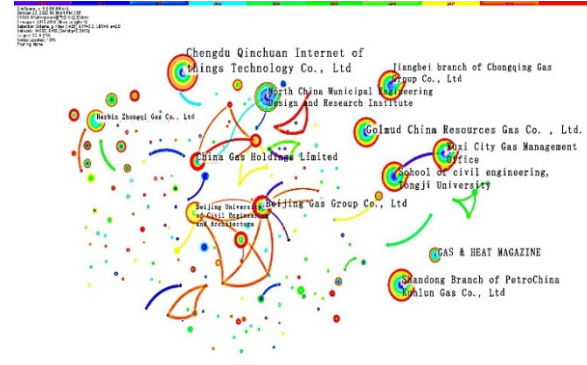 Chengdu Qinchuan Internet of
things Technology Co., Ltd
Jiangbei branch of Chongqing Gas
Group Co., Ltd
North China Municipal Engineering
Design and Research Institute
Harbin Zhongqi Gas Co., Ltd
Golmud China Resources Gas Co. , Ltd.
China Gas Holdings Limited
Wuxi City Gas Management
Office
School of civil engineering,
Tongji University
Beijing University
of Civil Engineering
and Architecture
Beijing Gas Group Co., Ltd
GAS & HEAT MAGAZINE
Shandong Branch of PetroChina
Kunlun Gas Co., Ltd